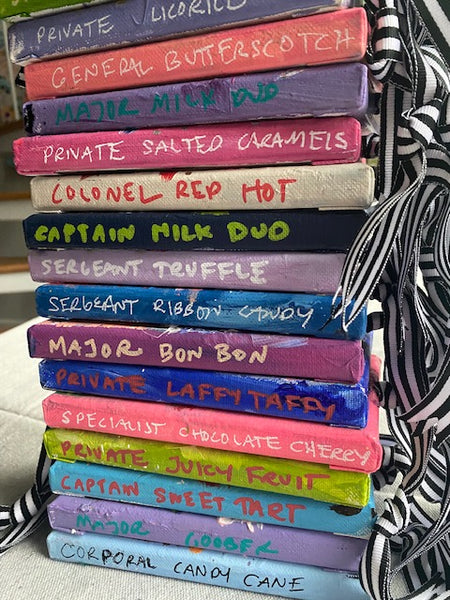 PRIVATE LICORICE
GENERAL BUTTERSCOTCH
MAJOR MILK DUD
PRIVATE SALTED CARAMELS
COLONEL RED HOT
CAPTAIN MILK DUD
SERGEANT TRUFFLE
SERGEANT RIBBON CANDY
MAJOR BON BON
PRIVATE LAFFY TAFFY
SPECIALIST CHOCOLATE CHERRY
PRIVATE JUICY FRUIT
CAPTAIN SWEET TART
MAJOR GOOBER
CORPORAL CANDY CANE